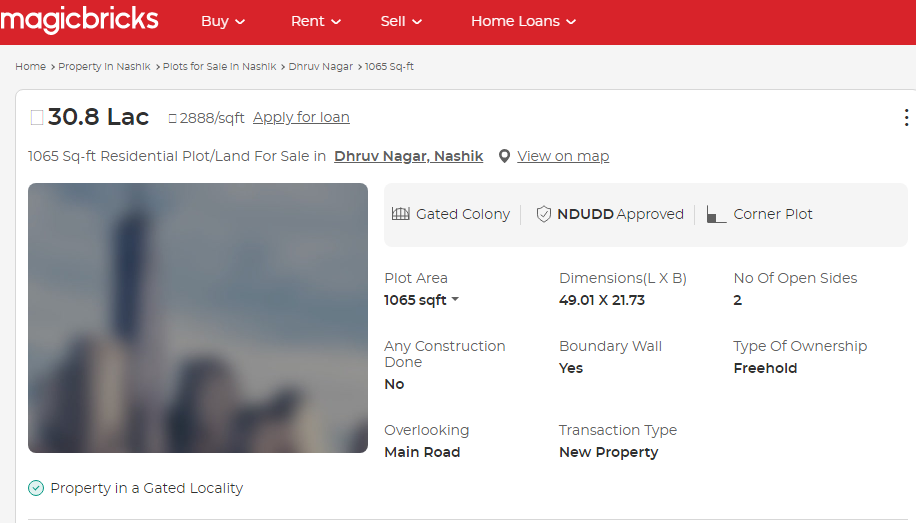 magicbricks Buy Rent Sell Home Loans
Home > Property in Nashik > Plots for Sale in Nashik > Dhruv Nagar > 1065 Sq-ft
30.8 Lac 2888/sqft Apply for loan
1065 Sq-ft Residential Plot/Land For Sale in Dhruv Nagar, Nashik View on map
Gated Colony NDUDD Approved Corner Plot
Plot Area Dimensions(L X B) No Of Open Sides
1065 sqft 49.01 X 21.73 2
Any Construction Done Boundary Wall Type Of Ownership
No Yes Freehold
Overlooking Transaction Type
Main Road New Property
Property in a Gated Locality